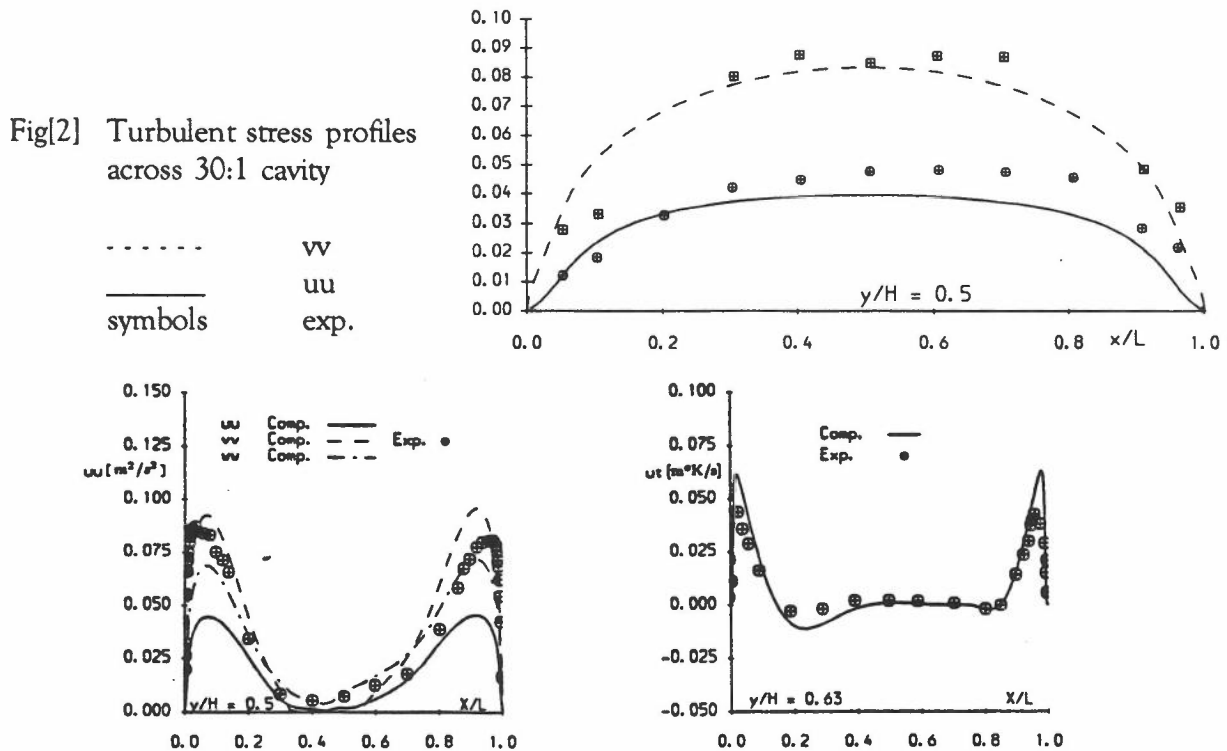 0.10
0.09
0.08
0.07
0.06
0.05
0.04
0.03
0.02
0.01
0.00
y/H = 0.5
0.0 0.2 0.4 0.6 0.8 x/L 1.0
Fig[2] Turbulent stress profiles
across 30:1 cavity
vv
uu
symbols exp.
0.150
0.125
0.100
0.075
0.050
0.025
0.000
uu [m²/s²]
uu Comp.
vv Comp. Exp.
vv Comp.
y/H = 0.5 X/L
0.0 0.2 0.4 0.6 0.8 1.0
0.100
0.075
0.050
0.025
0.000
-0.025
-0.050
ut [m°K/s]
Comp.
Exp.
y/H = 0.63 X/L
0.0 0.2 0.4 0.6 0.8 1.0